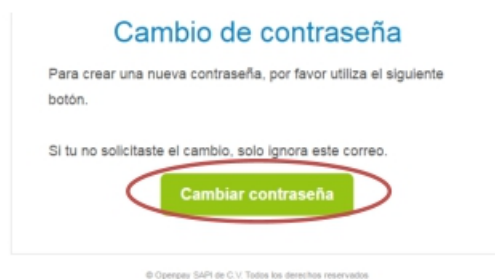 Cambio de contraseña
Para crear una nueva contraseña, por favor utiliza el siguiente
botón.
Si tu no solicitaste el cambio, solo ignora este correo.
Cambiar contraseña
© Openpay SAPI de C.V. Todos los derechos reservados